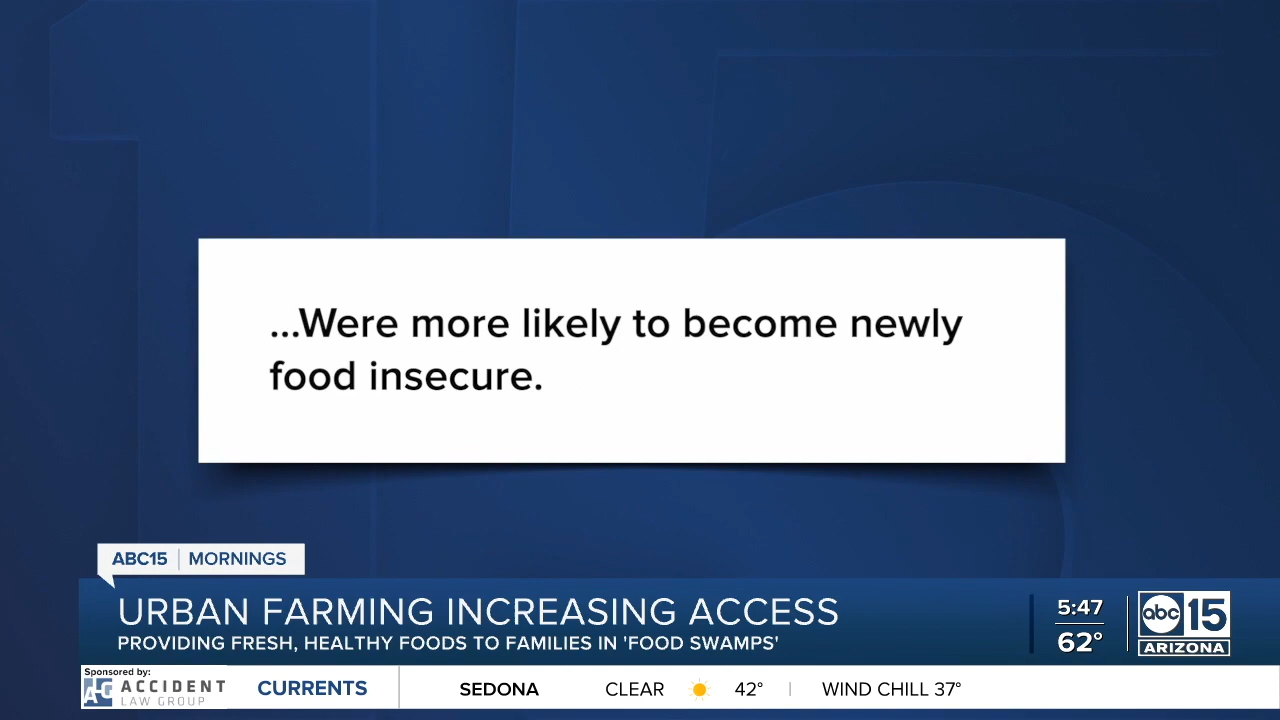 ...Were more likely to become newly
food insecure.
ABC15 | MORNINGS
URBAN FARMING INCREASING ACCESS
PROVIDING FRESH, HEALTHY FOODS TO FAMILIES IN 'FOOD SWAMPS'
5:47
62°
abc 15
ARIZONA
Sponsored by:
AG ACCIDENT
LAW GROUP
CURRENTS
SEDONA CLEAR 42° | WIND CHILL 37°